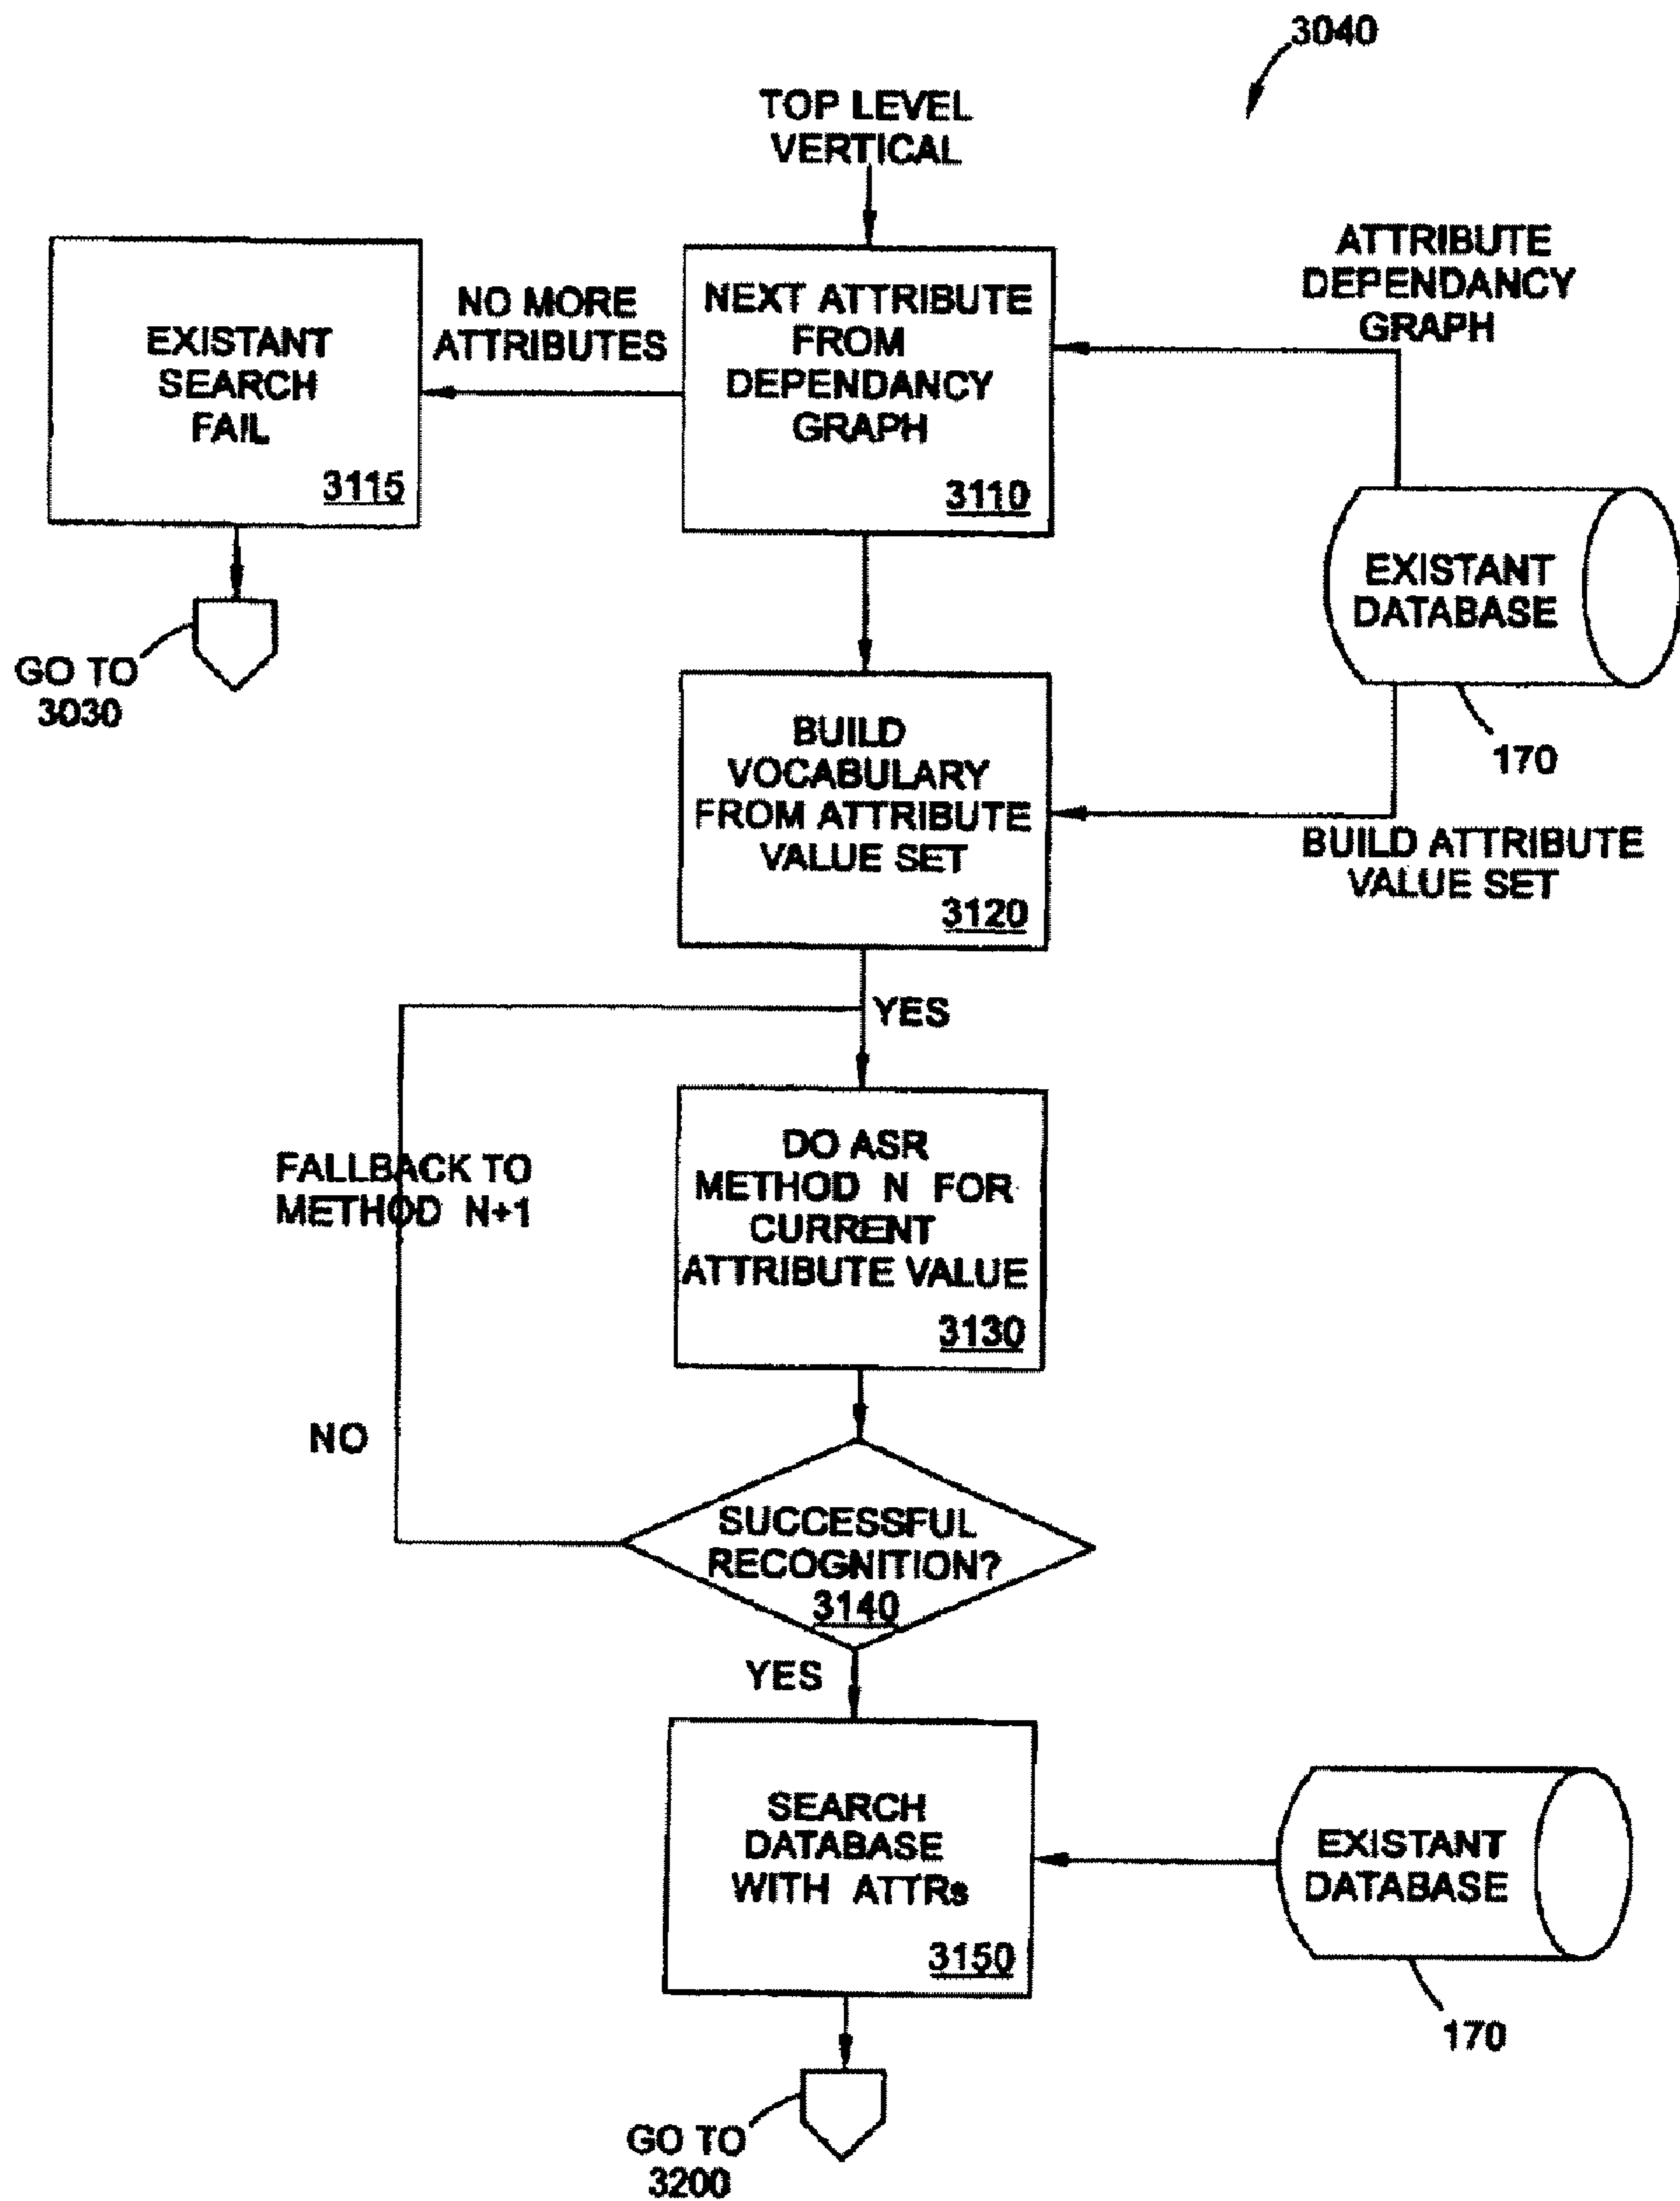 3040
TOP LEVEL
VERTICAL
ATTRIBUTE
DEPENDANCY
GRAPH
NO MORE
ATTRIBUTES
EXISTANT
SEARCH
FAIL
3115
NEXT ATTRIBUTE
FROM
DEPENDANCY
GRAPH
3110
EXISTANT
DATABASE
170
GO TO
3030
BUILD
VOCABULARY
FROM ATTRIBUTE
VALUE SET
3120
BUILD ATTRIBUTE
VALUE SET
YES
FALLBACK TO
METHOD N+1
DO ASR
METHOD N FOR
CURRENT
ATTRIBUTE VALUE
3130
NO
SUCCESSFUL
RECOGNITION?
3140
YES
SEARCH
DATABASE
WITH ATTRs
3150
EXISTANT
DATABASE
170
GO TO
3200